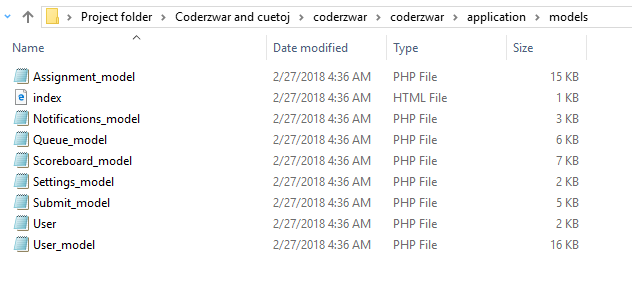 Project folder > Coderzwar and cuetoj > coderzwar > coderzwar > application > models
Name Date modified Type Size
Assignment_model 2/27/2018 4:36 AM PHP File 15 KB
index 2/27/2018 4:36 AM HTML File 1 KB
Notifications_model 2/27/2018 4:36 AM PHP File 3 KB
Queue_model 2/27/2018 4:36 AM PHP File 6 KB
Scoreboard_model 2/27/2018 4:36 AM PHP File 7 KB
Settings_model 2/27/2018 4:36 AM PHP File 2 KB
Submit_model 2/27/2018 4:36 AM PHP File 5 KB
User 2/27/2018 4:36 AM PHP File 2 KB
User_model 2/27/2018 4:36 AM PHP File 16 KB